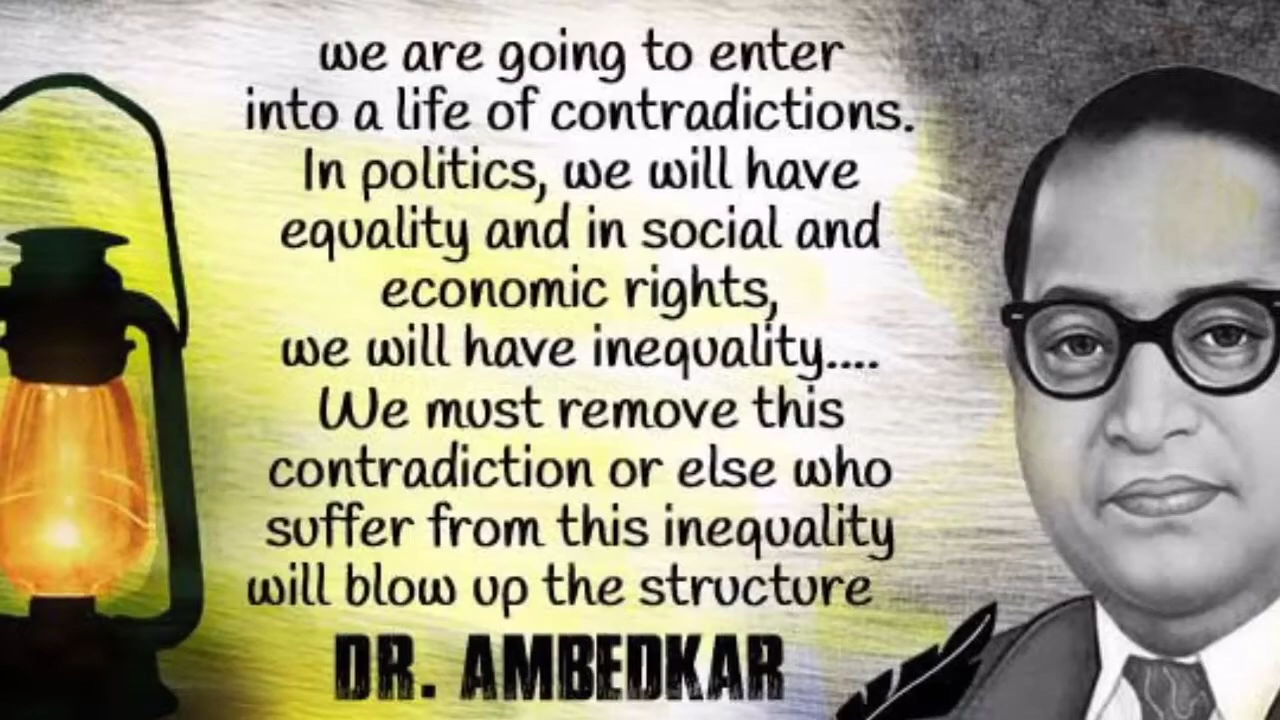 we are going to enter
into a life of contradictions.
In politics, we will have
equality and in social and
economic rights,
we will have inequality....
We must remove this
contradiction or else who
suffer from this inequality
will blow up the structure
DR. AMBEDKAR